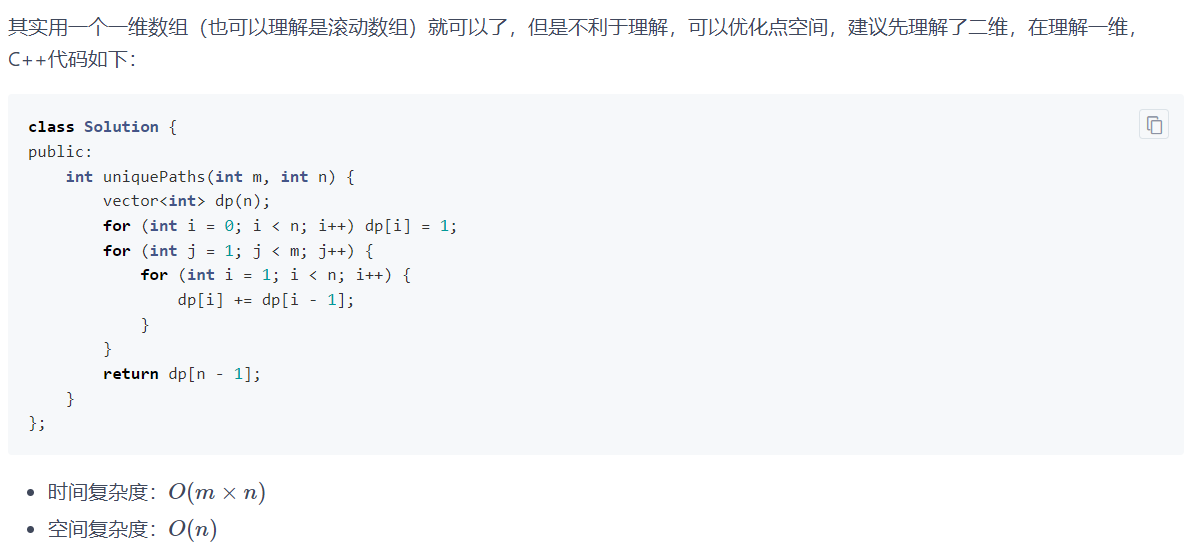 其实用一个一维数组（也可以理解是滚动数组）就可以了，但是不利于理解，可以优化点空间，建议先理解了二维，在理解一维，
C++代码如下：
class Solution {
public:
    int uniquePaths(int m, int n) {
        vector<int> dp(n);
        for (int i = 0; i < n; i++) dp[i] = 1;
        for (int j = 1; j < m; j++) {
            for (int i = 1; i < n; i++) {
                dp[i] += dp[i - 1];
            }
        }
        return dp[n - 1];
    }
};
• 时间复杂度：O(m × n)
• 空间复杂度：O(n)